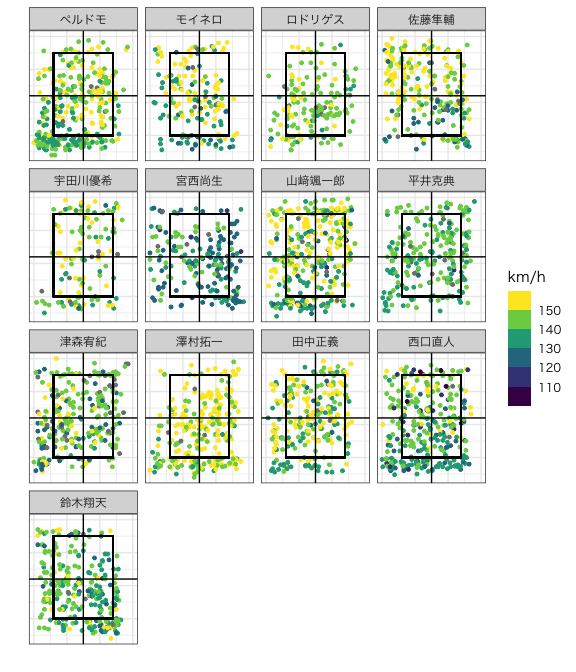 ペルドモ
モイネロ
ロドリゲス
佐藤隼輔
宇田川優希
宮西尚生
山﨑颯一郎
平井克典
km/h
150
140
130
120
110
津森宥紀
澤村拓一
田中正義
西口直人
鈴木翔天